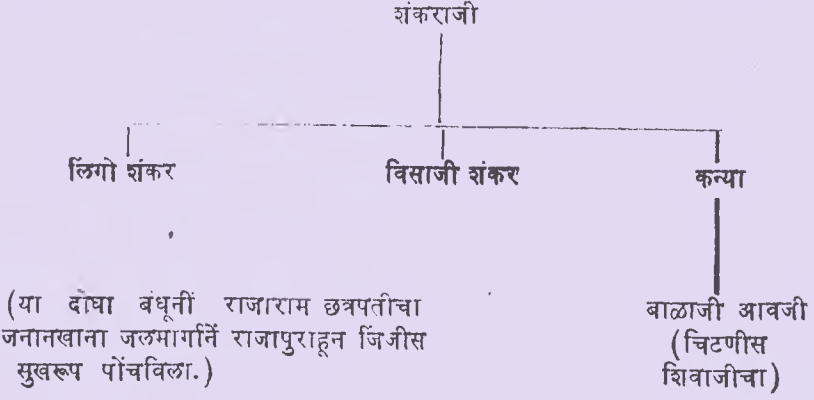 शंकराजी
लिंगो शंकर
विसाजी शंकर
कन्या
(या दोघा बंधूनीं राजाराम छत्रपतीचा
जनानखाना जलमार्गानें राजापुराहून जिंजीस
सुखरूप पोंचविला.)
बाळाजी आवजी
(चिटणीस
शिवाजीचा)